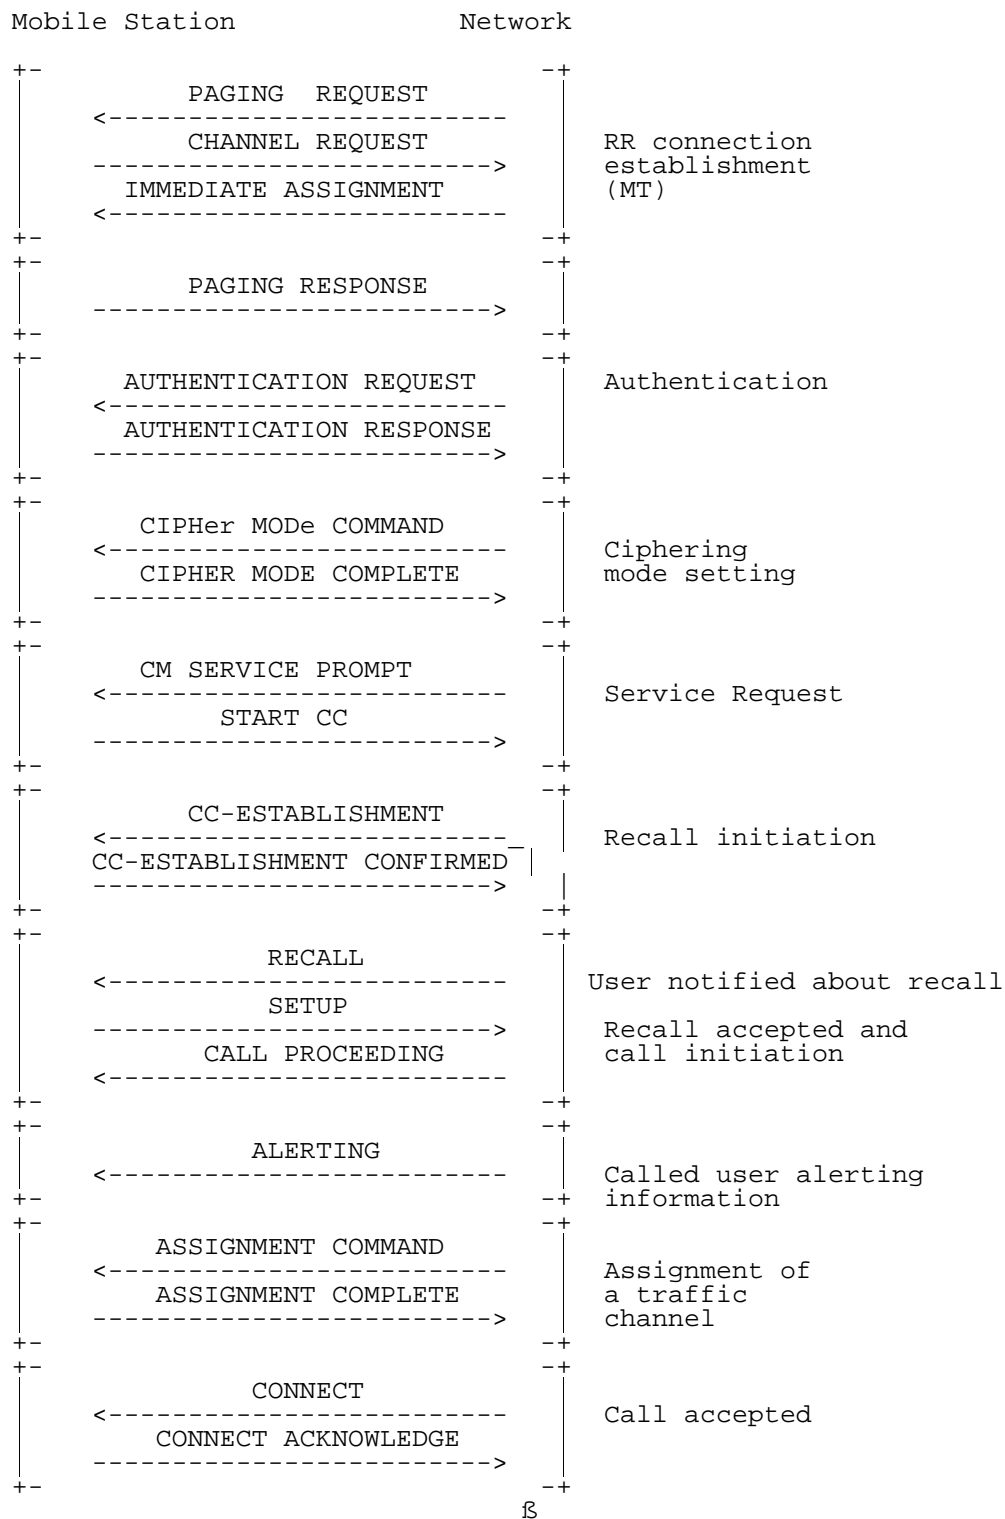 Mobile Station Network
+- -+
PAGING REQUEST
<-------------------------
CHANNEL REQUEST RR connection
-------------------------> establishment
IMMEDIATE ASSIGNMENT (MT)
<-------------------------
+- -+
+- -+
PAGING RESPONSE
------------------------->
+- -+
+- -+
AUTHENTICATION REQUEST Authentication
<-------------------------
AUTHENTICATION RESPONSE
------------------------->
+- -+
+- -+
CIPHer MODe COMMAND
<------------------------- Ciphering
CIPHER MODE COMPLETE mode setting
------------------------->
+- -+
+- -+
CM SERVICE PROMPT
<------------------------- Service Request
START CC
------------------------->
+- -+
+- -+
CC-ESTABLISHMENT
<------------------------- Recall initiation
CC-ESTABLISHMENT CONFIRMED
------------------------->
+- -+
+- -+
RECALL
<------------------------- User notified about recall
SETUP
-------------------------> Recall accepted and
CALL PROCEEDING call initiation
<-------------------------
+- -+
+- -+
ALERTING
<------------------------- Called user alerting
+- -+ information
+- -+
ASSIGNMENT COMMAND
<------------------------- Assignment of
ASSIGNMENT COMPLETE a traffic
-------------------------> channel
+- -+
+- -+
CONNECT
<------------------------- Call accepted
CONNECT ACKNOWLEDGE
------------------------->
+- -+
ß